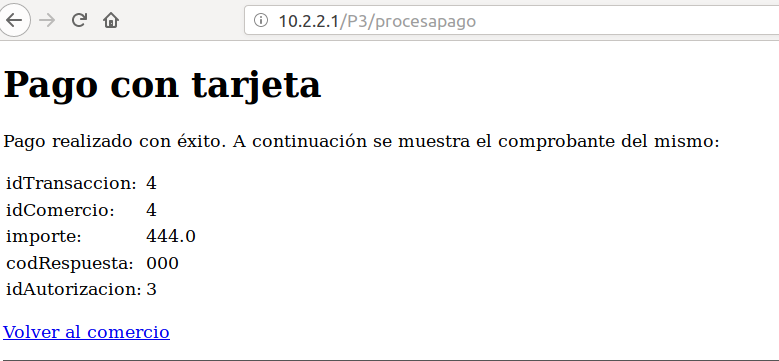 10.2.2.1/P3/procesapago
Pago con tarjeta
Pago realizado con éxito. A continuación se muestra el comprobante del mismo:
idTransaccion: 4
idComercio: 4
importe: 444.0
codRespuesta: 000
idAutorizacion: 3
Volver al comercio